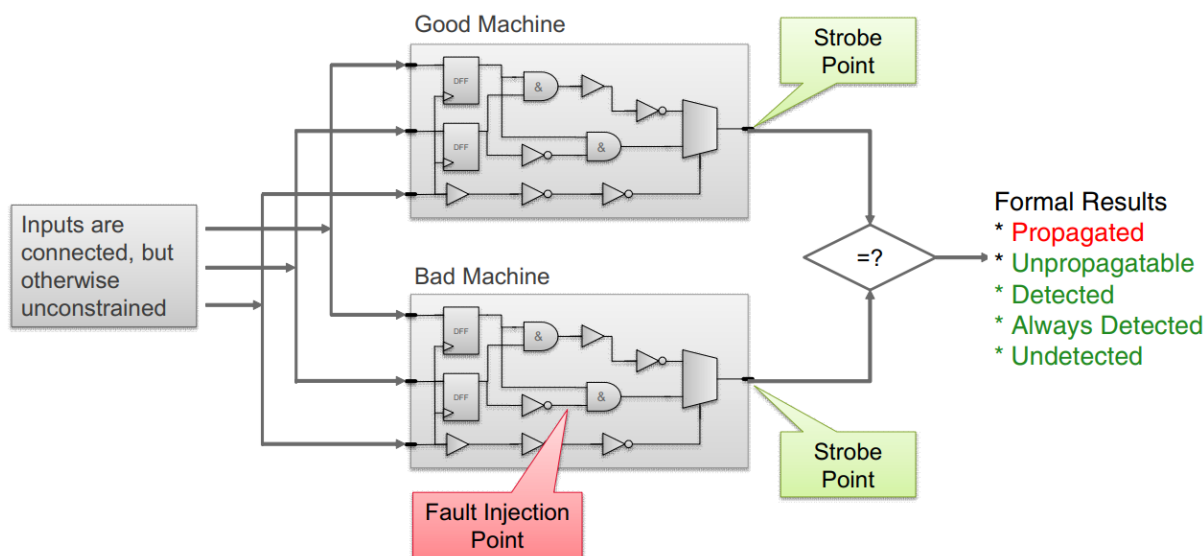 Good Machine
Strobe
Point
DFF
&
DFF
&
Inputs are
connected, but
otherwise
unconstrained
=?
Formal Results
* Propagated
* Unpropagatable
* Detected
* Always Detected
* Undetected
Bad Machine
DFF
&
DFF
&
Strobe
Point
Fault Injection
Point